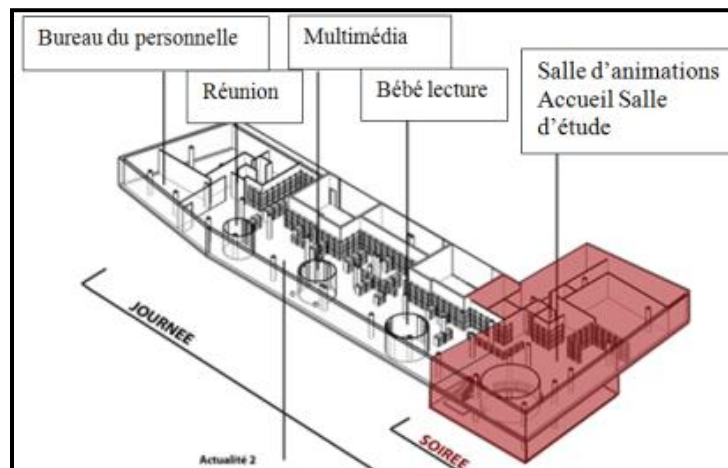 Bureau du personnelle
Multimédia
Réunion
Bébé lecture
Salle d'animations
Accueil Salle
d'étude
JOURNEE
SOIREE
Actualité 2